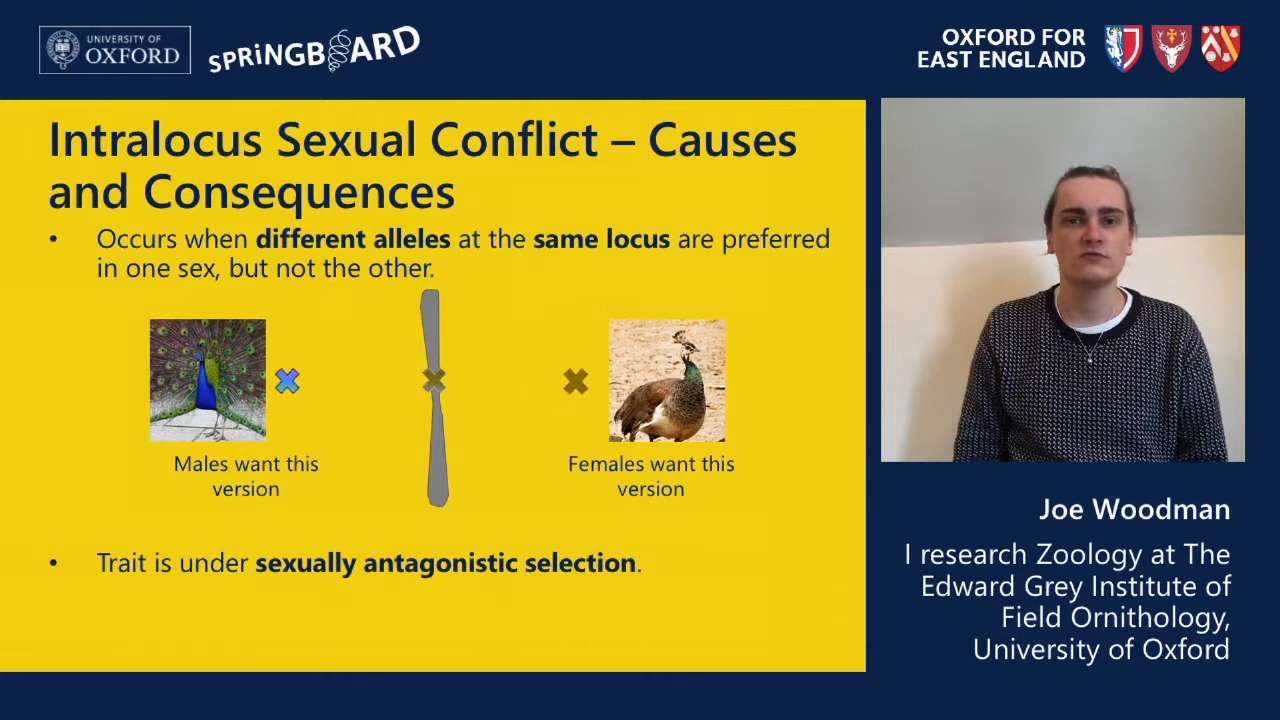 UNIVERSITY OF
OXFORD
SPRiNGBOARD
OXFORD FOR
EAST ENGLAND
Intralocus Sexual Conflict – Causes
and Consequences
• Occurs when different alleles at the same locus are preferred
in one sex, but not the other.
Males want this
version
Females want this
version
• Trait is under sexually antagonistic selection.
Joe Woodman
I research Zoology at The
Edward Grey Institute of
Field Ornithology,
University of Oxford